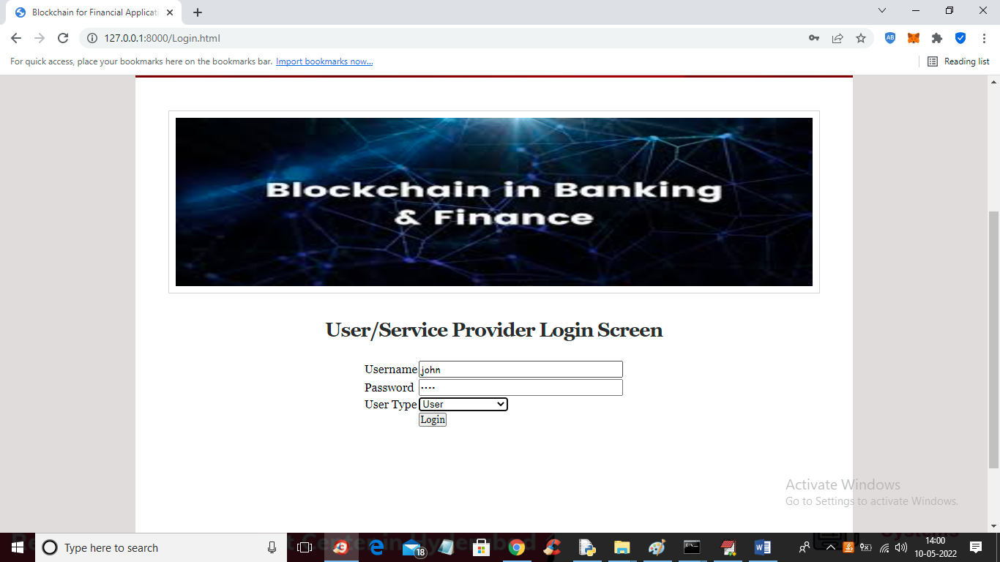 Blockchain for Financial Applicati
127.0.0.1:8000/Login.html
AB
For quick access, place your bookmarks here on the bookmarks bar. Import bookmarks now...
Reading list
Blockchain in Banking
& Finance
User/Service Provider Login Screen
Username john
Password ····
User Type User
Login
Activate Windows
Go to Settings to activate Windows.
Type here to search
18
14:00
10-05-2022